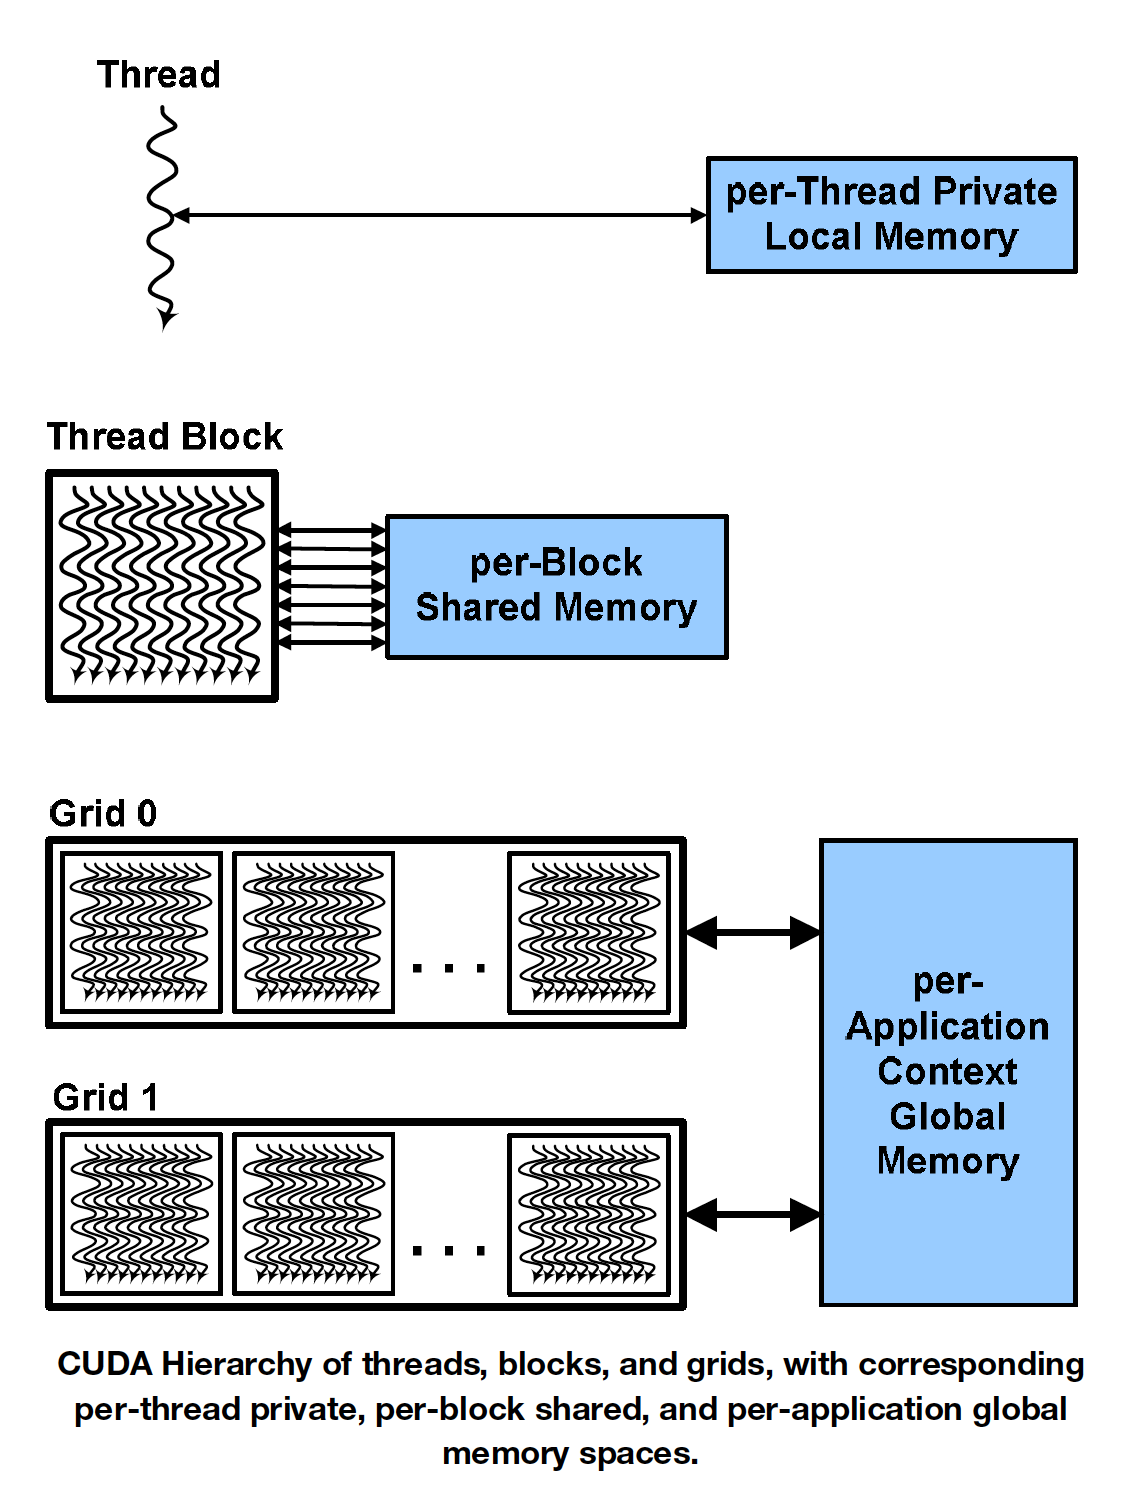 Thread
per-Thread Private
Local Memory
Thread Block
per-Block
Shared Memory
Grid 0
. . .
per-
Application
Context
Global
Memory
Grid 1
. . .
CUDA Hierarchy of threads, blocks, and grids, with corresponding
per-thread private, per-block shared, and per-application global
memory spaces.